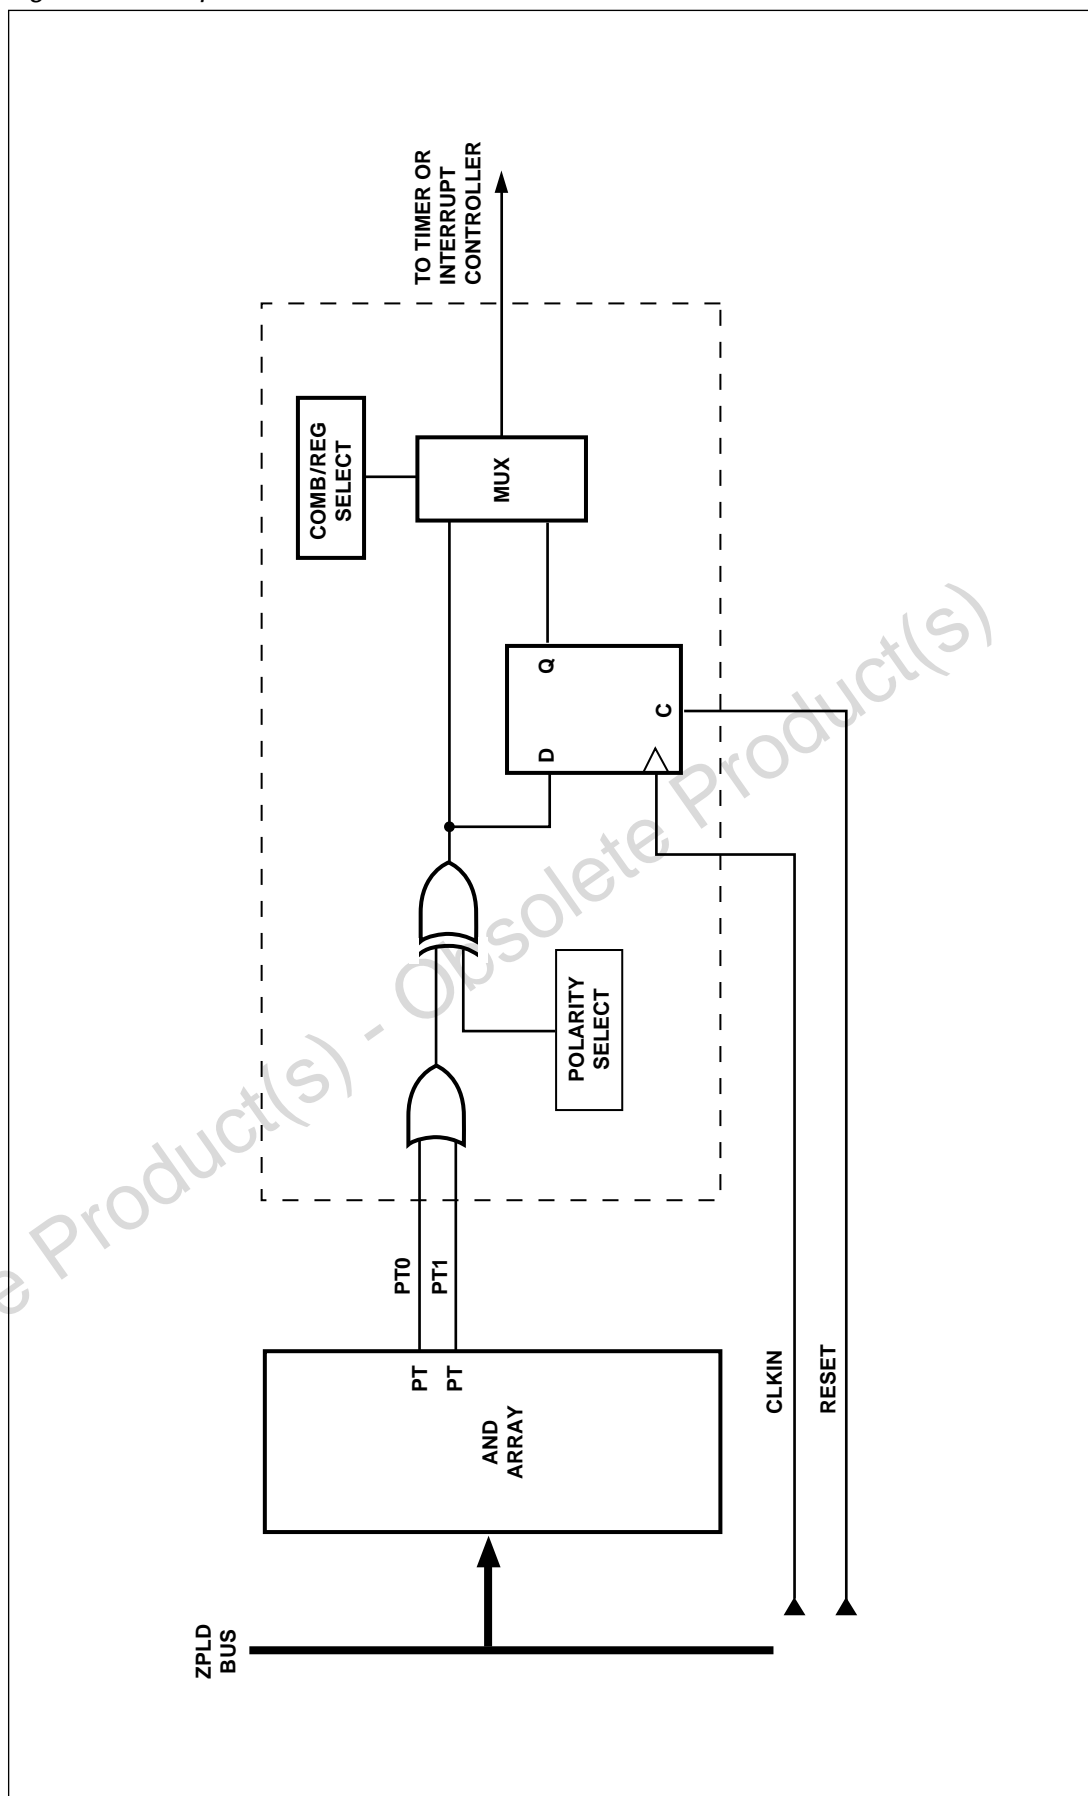 TO TIMER OR
INTERRUPT
CONTROLLER
COMB/REG
SELECT
MUX
Q
D
C
POLARITY
SELECT
PT0
PT1
PT
PT
AND
ARRAY
CLKIN
RESET
ZPLD
BUS
Product(s) - Obsolete Product(s)